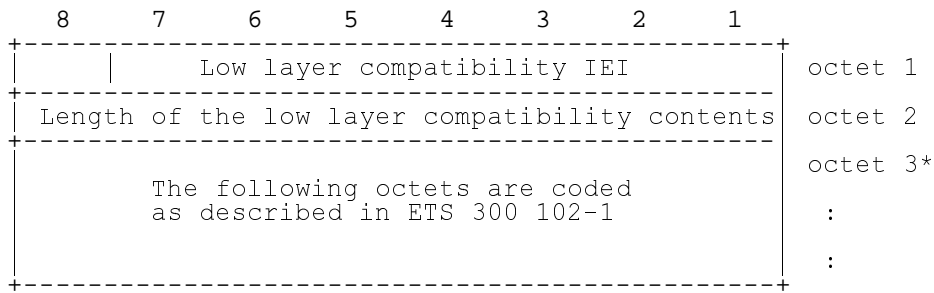 8 7 6 5 4 3 2 1
Low layer compatibility IEI octet 1
Length of the low layer compatibility contents octet 2
octet 3*
The following octets are coded
as described in ETS 300 102-1 :
: